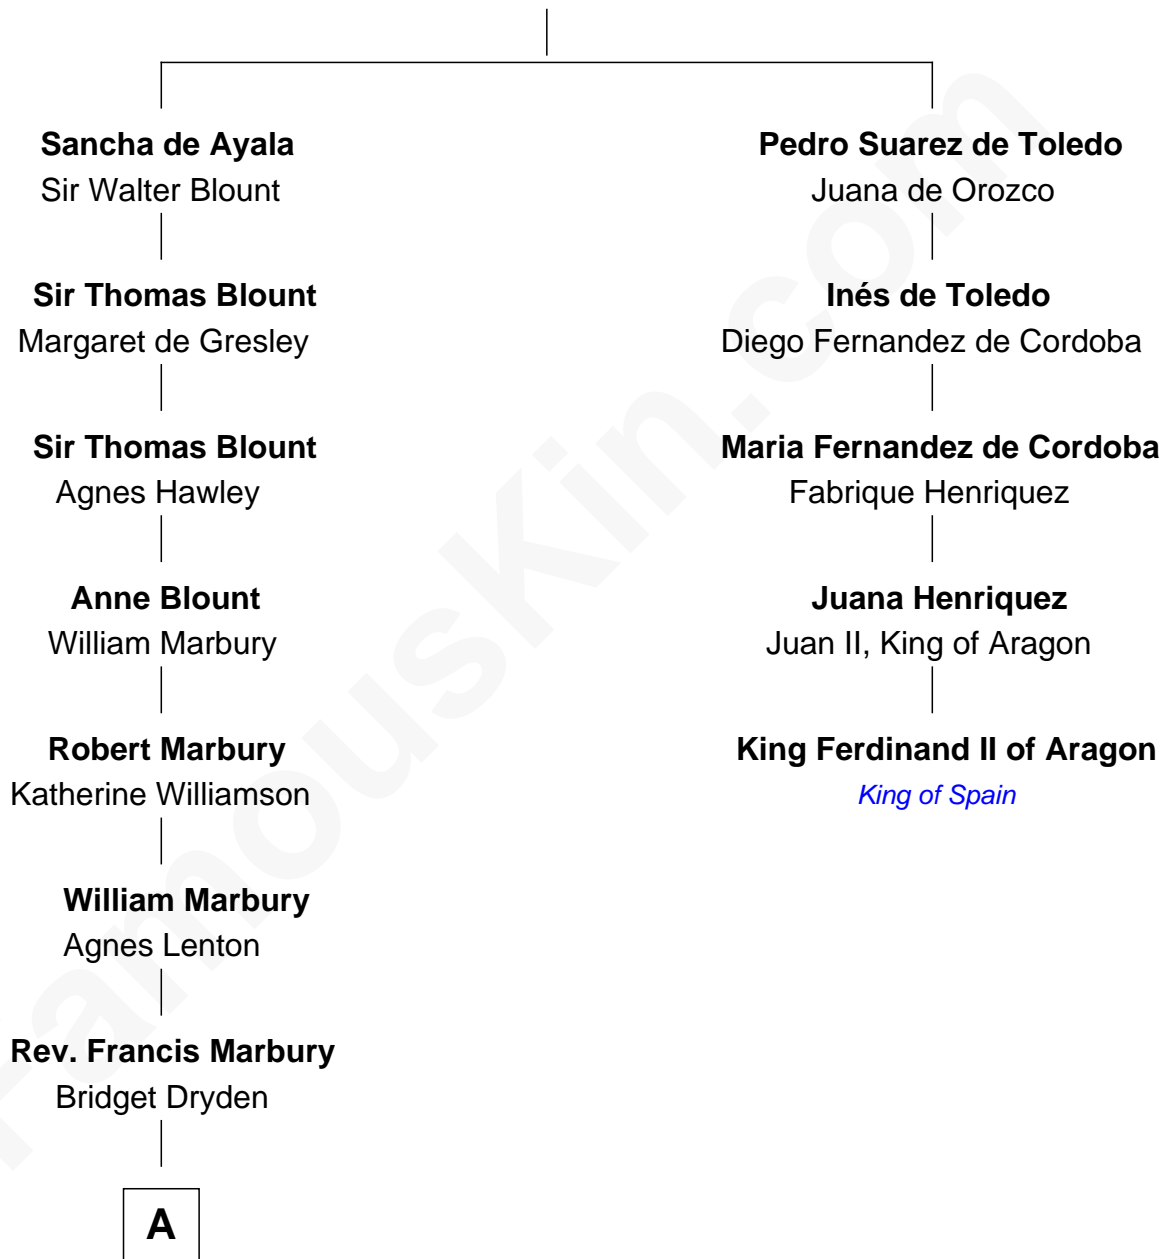 Sancha de Ayala
Sir Walter Blount
Sir Thomas Blount
Margaret de Gresley
Sir Thomas Blount
Agnes Hawley
Anne Blount
William Marbury
Robert Marbury
Katherine Williamson
William Marbury
Agnes Lenton
Rev. Francis Marbury
Bridget Dryden
A
Pedro Suarez de Toledo
Juana de Orozco
Inés de Toledo
Diego Fernandez de Cordoba
Maria Fernandez de Cordoba
Fabrique Henriquez
Juana Henriquez
Juan II, King of Aragon
King Ferdinand II of Aragon
King of Spain
FamousKin.com